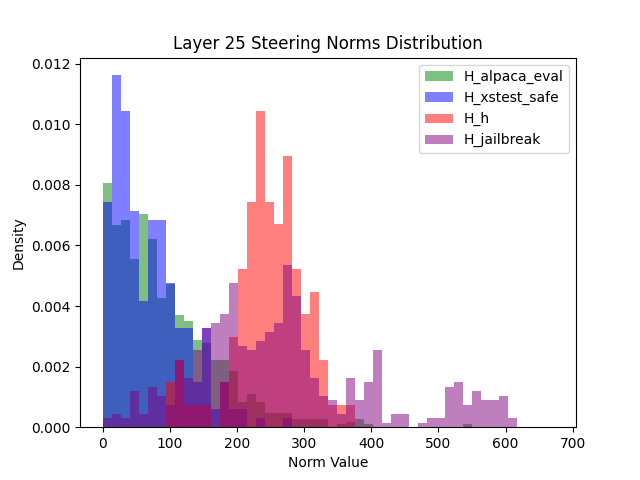 Layer 25 Steering Norms Distribution
0.012
0.010
0.008
0.006
0.004
0.002
0.000
Density
H_alpaca_eval
H_xstest_safe
H_h
H_jailbreak
0 100 200 300 400 500 600 700
Norm Value